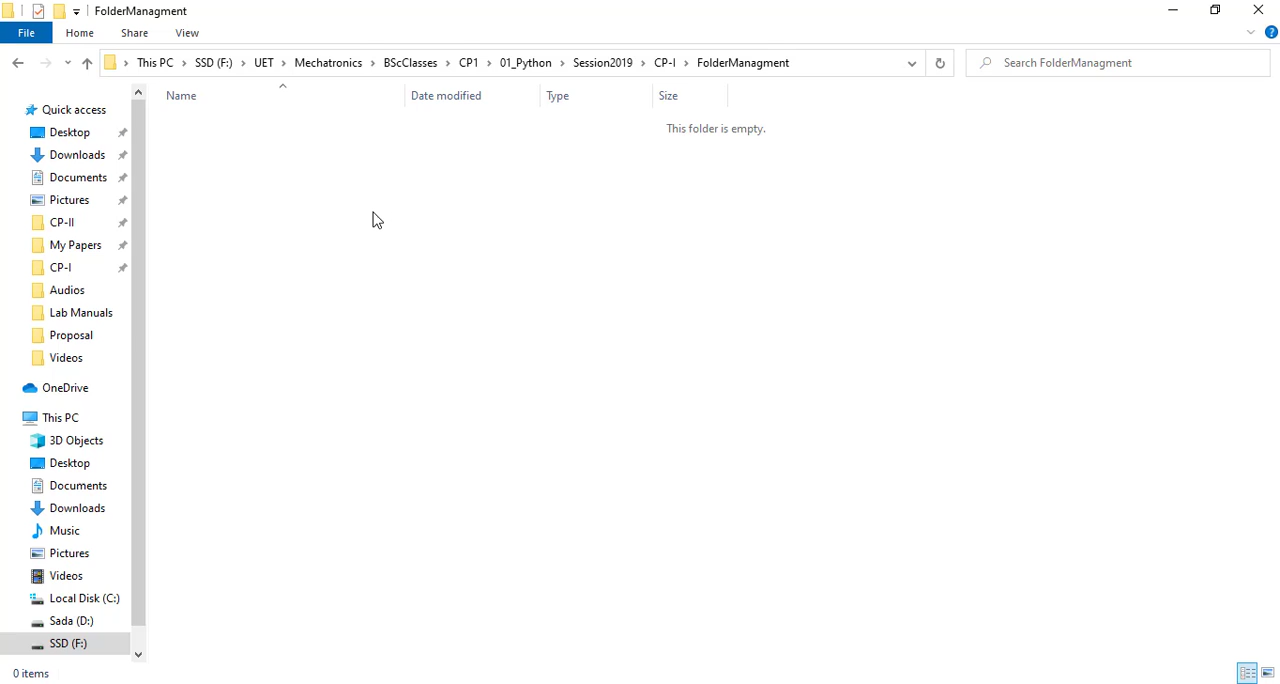 FolderManagment
File Home Share View
This PC SSD (F:) UET Mechatronics BScClasses CP1 01_Python Session2019 CP-I FolderManagment
Search FolderManagment
Name Date modified Type Size
This folder is empty.
Quick access
Desktop
Downloads
Documents
Pictures
CP-II
My Papers
CP-I
Audios
Lab Manuals
Proposal
Videos
OneDrive
This PC
3D Objects
Desktop
Documents
Downloads
Music
Pictures
Videos
Local Disk (C:)
Sada (D:)
SSD (F:)
0 items